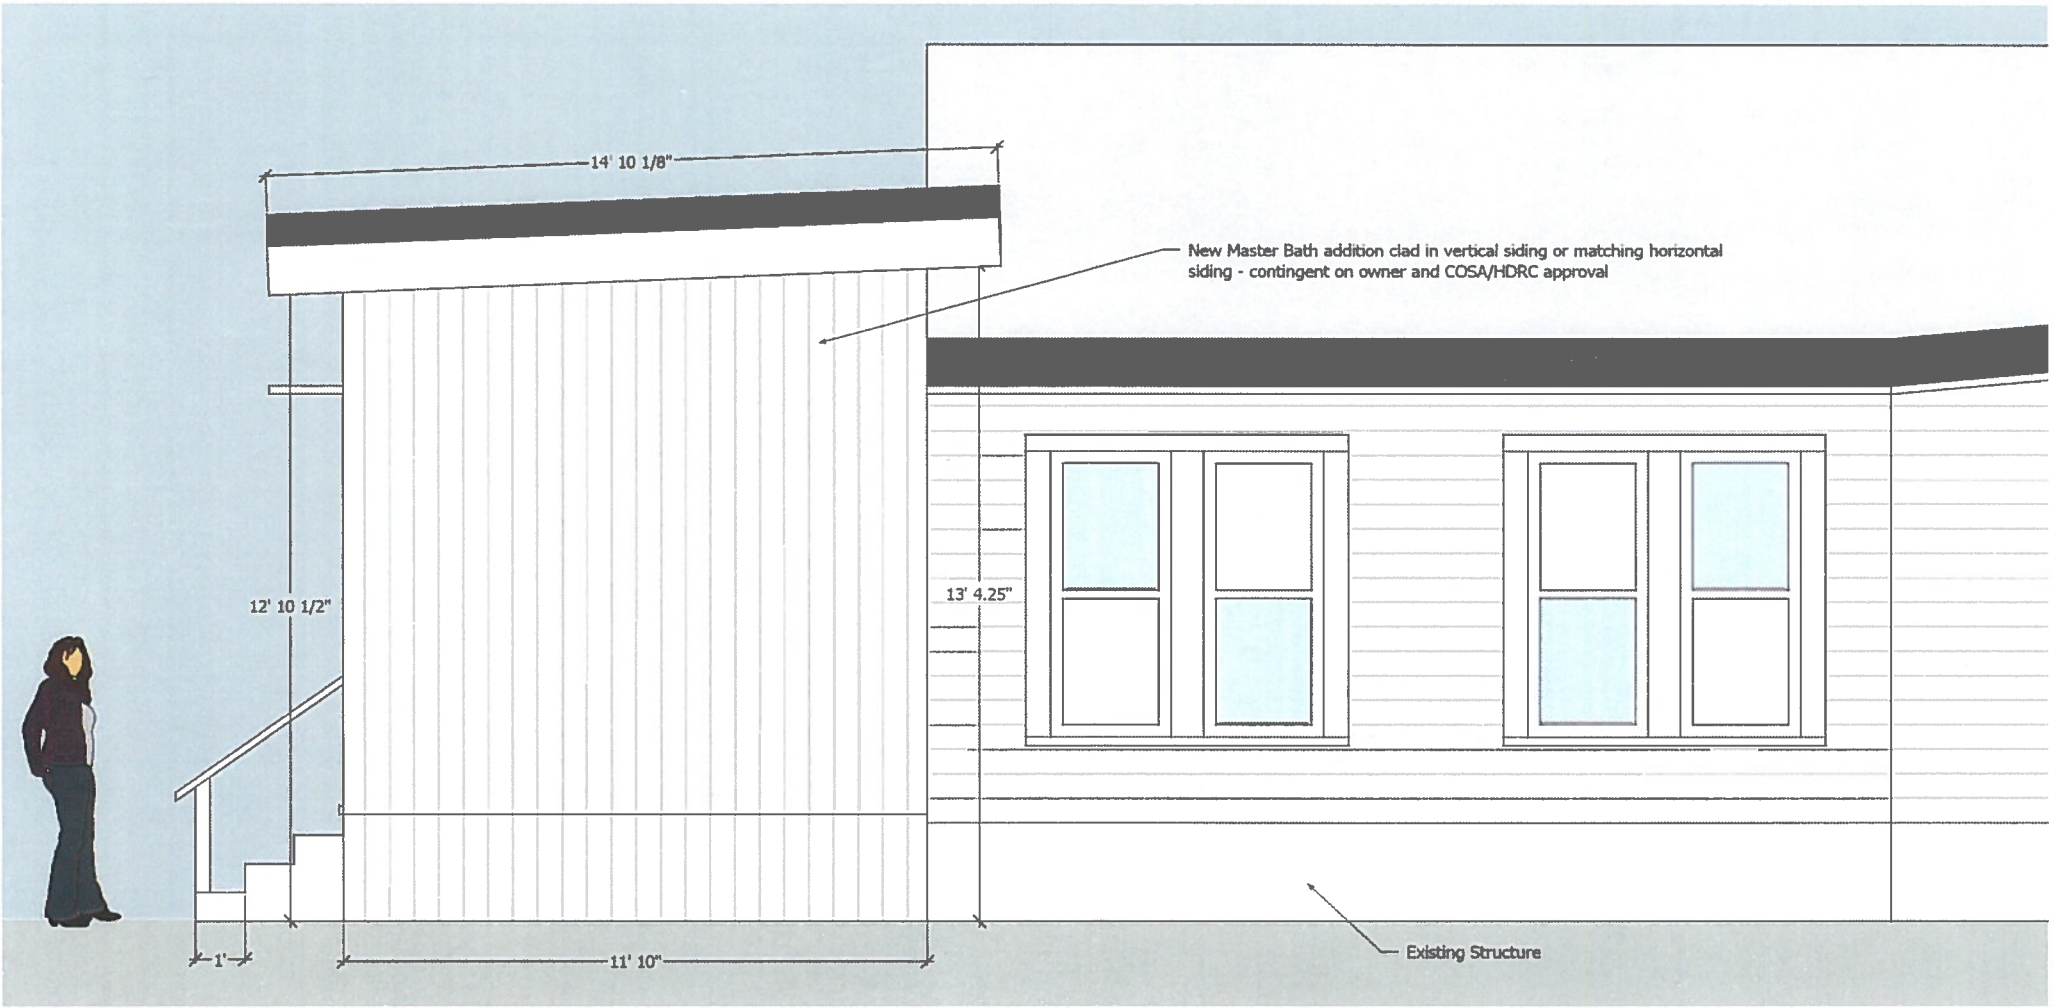 14' 10 1/8"
New Master Bath addition clad in vertical siding or matching horizontal
siding - contingent on owner and COSA/HDRC approval
12' 10 1/2"
13' 4.25"
1'
11' 10"
Existing Structure